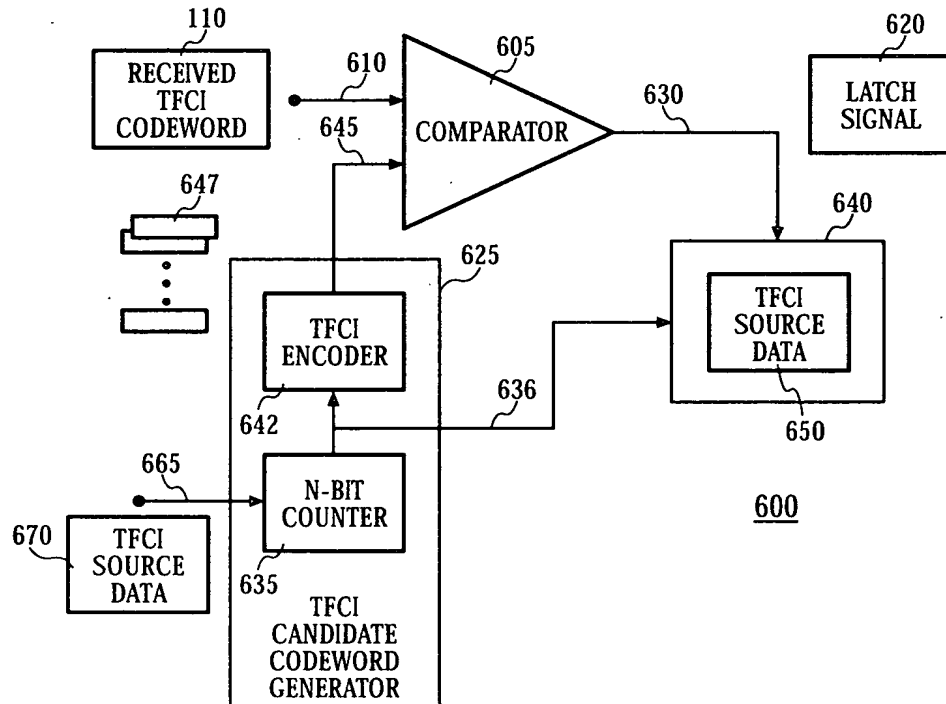 110
RECEIVED
TFCI
CODEWORD
610
645
605
COMPARATOR
630
620
LATCH
SIGNAL
647
625
640
TFCI
ENCODER
642
TFCI
SOURCE
DATA
650
636
665
N-BIT
COUNTER
635
670
TFCI
SOURCE
DATA
600
TFCI
CANDIDATE
CODEWORD
GENERATOR